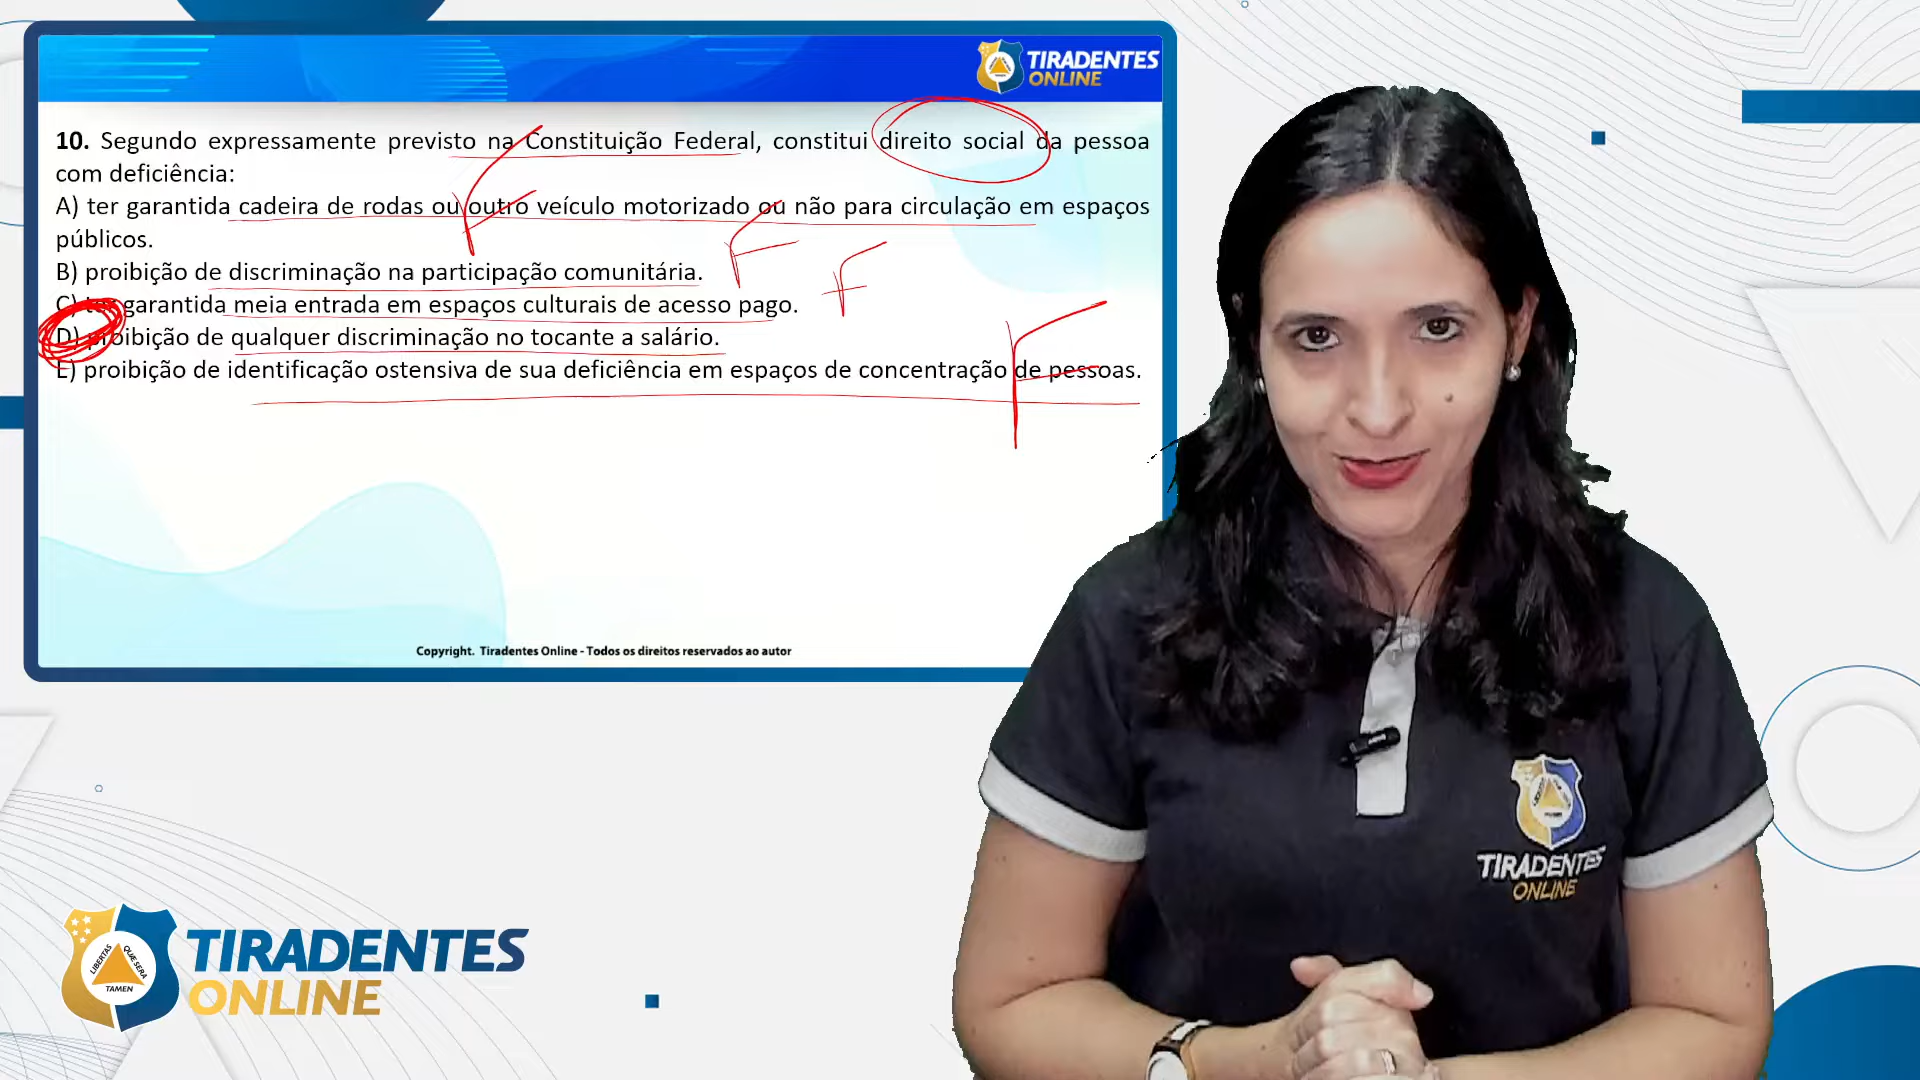 TIRADENTES
ONLINE
10. Segundo expressamente previsto na Constituição Federal, constitui direito social da pessoa
com deficiência:
A) ter garantida cadeira de rodas ou outro veículo motorizado ou não para circulação em espaços
públicos.
B) proibição de discriminação na participação comunitária.
C) ter garantida meia entrada em espaços culturais de acesso pago.
D) proibição de qualquer discriminação no tocante a salário.
E) proibição de identificação ostensiva de sua deficiência em espaços de concentração de pessoas.
F
F
F
F
Copyright. Tiradentes Online - Todos os direitos reservados ao autor
TIRADENTES
ONLINE
LIBERTAS QUAE SERA TAMEN
TIRADENTES
ONLINE